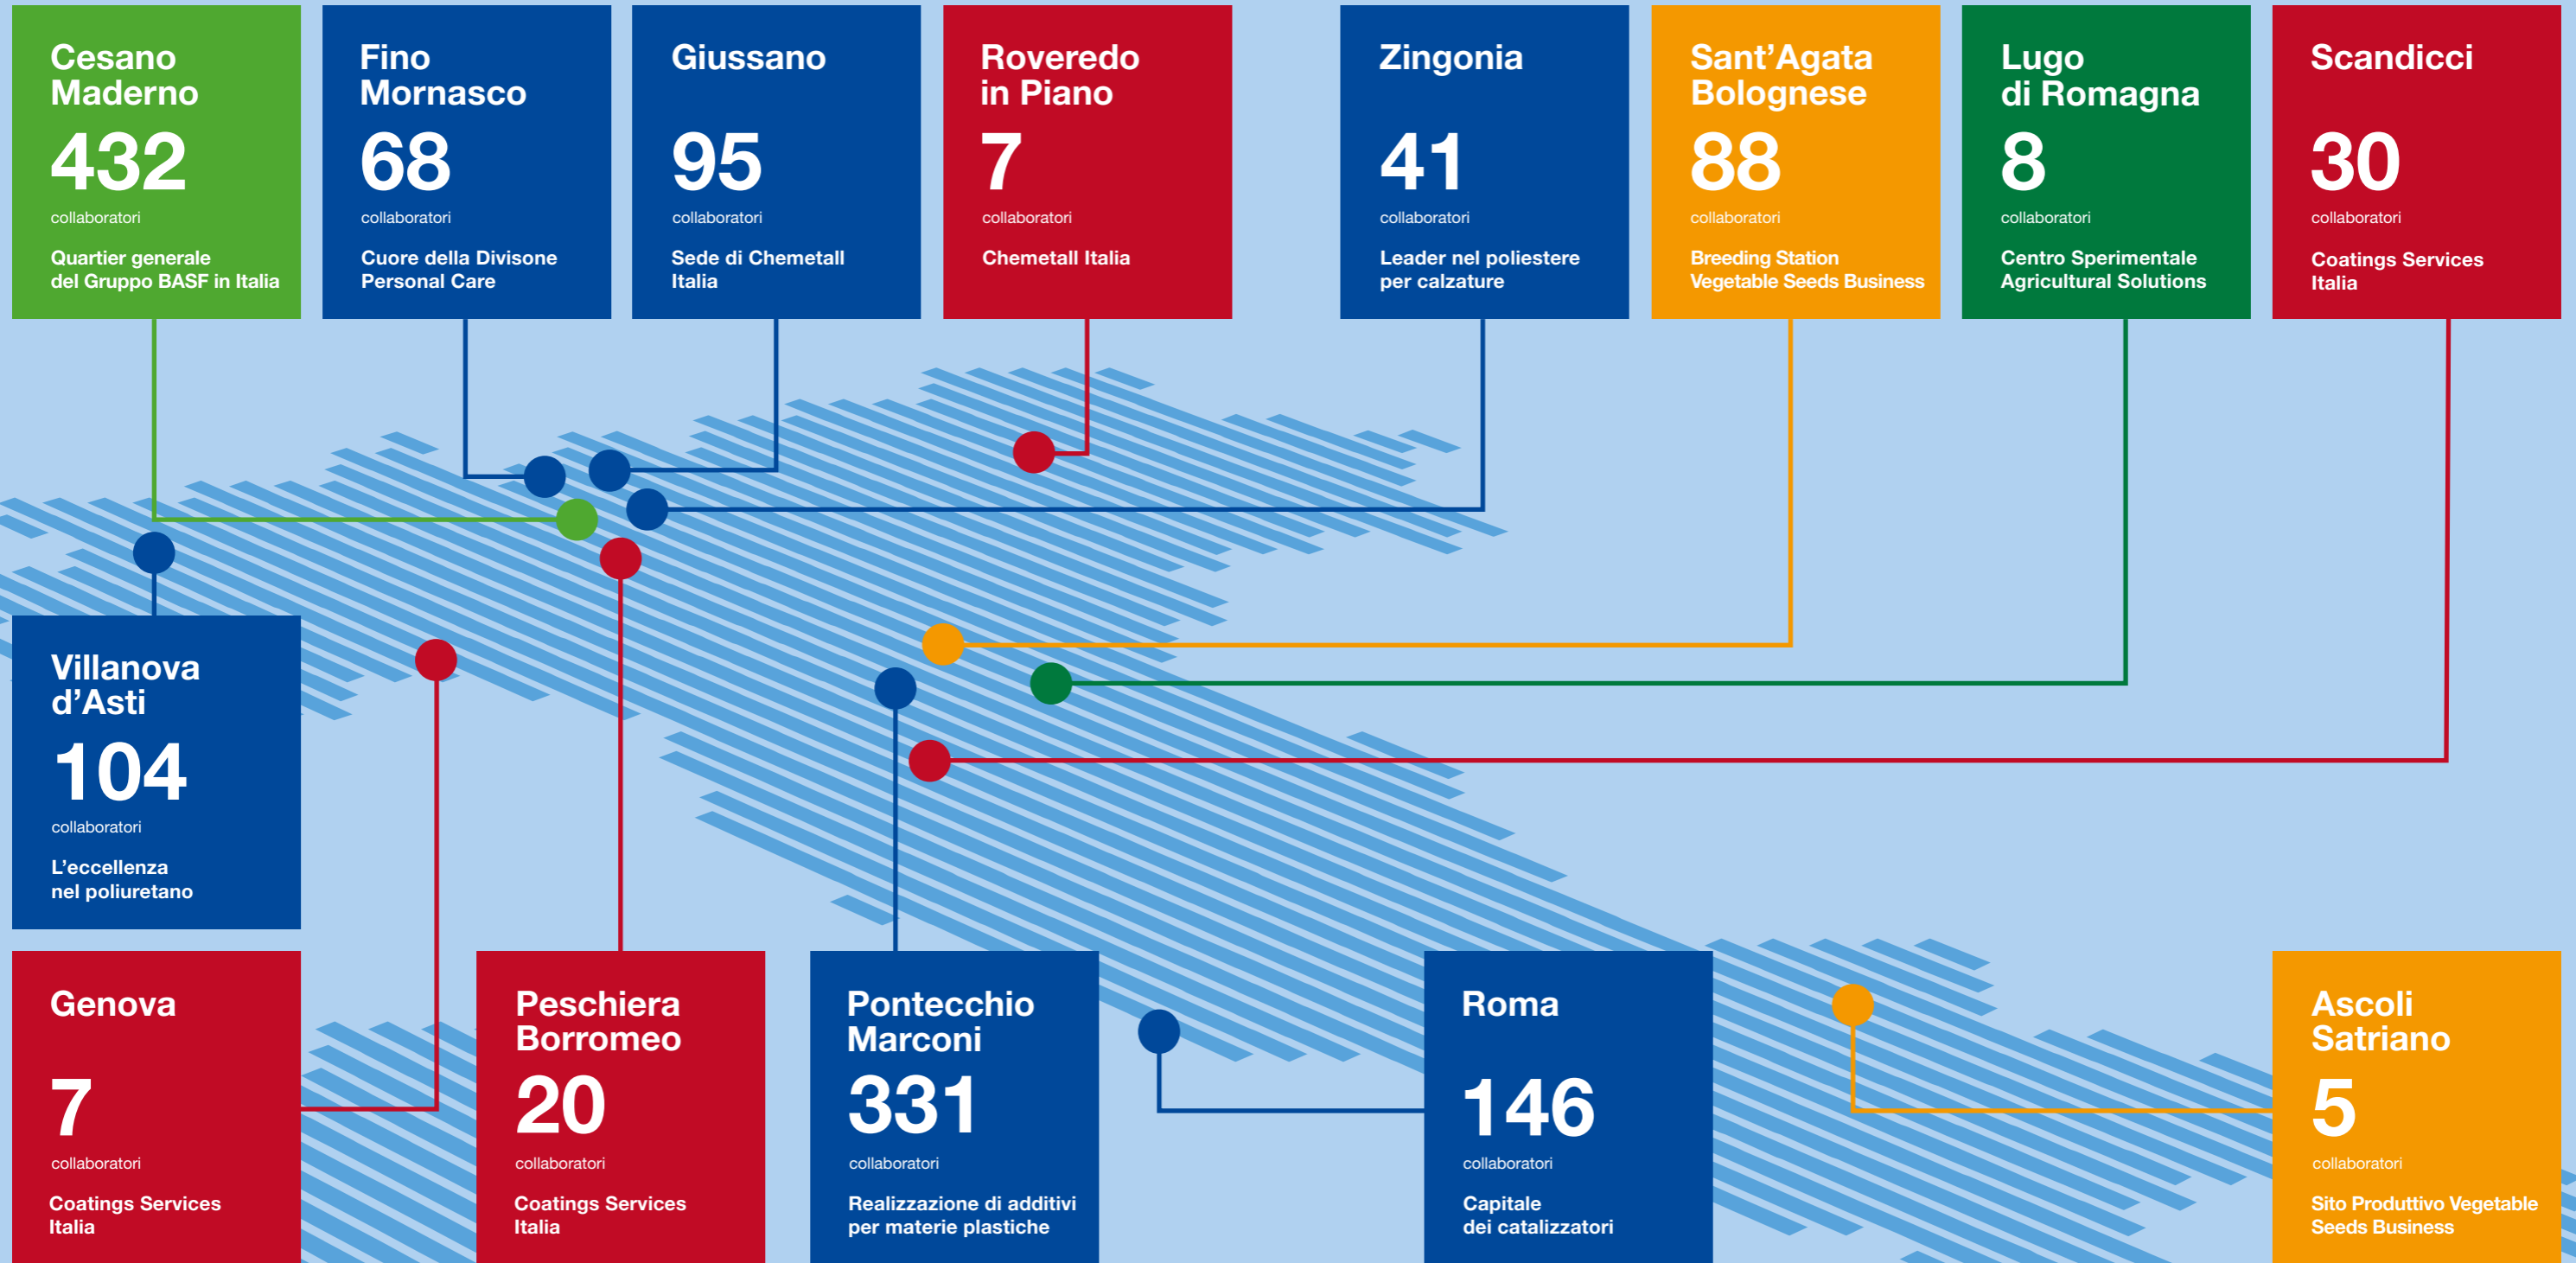 Cesano
Maderno
432
collaboratori
Quartier generale
del Gruppo BASF in Italia
Fino
Mornasco
68
collaboratori
Cuore della Divisone
Personal Care
Giussano
95
collaboratori
Sede di Chemetall
Italia
Roveredo
in Piano
7
collaboratori
Chemetall Italia
Zingonia
41
collaboratori
Leader nel poliestere
per calzature
Sant’Agata
Bolognese
88
collaboratori
Breeding Station
Vegetable Seeds Business
Lugo
di Romagna
8
collaboratori
Centro Sperimentale
Agricultural Solutions
Scandicci
30
collaboratori
Coatings Services
Italia
Villanova
d’Asti
104
collaboratori
L’eccellenza
nel poliuretano
Genova
7
collaboratori
Coatings Services
Italia
Peschiera
Borromeo
20
collaboratori
Coatings Services
Italia
Pontecchio
Marconi
331
collaboratori
Realizzazione di additivi
per materie plastiche
Roma
146
collaboratori
Capitale
dei catalizzatori
Ascoli
Satriano
5
collaboratori
Sito Produttivo Vegetable
Seeds Business